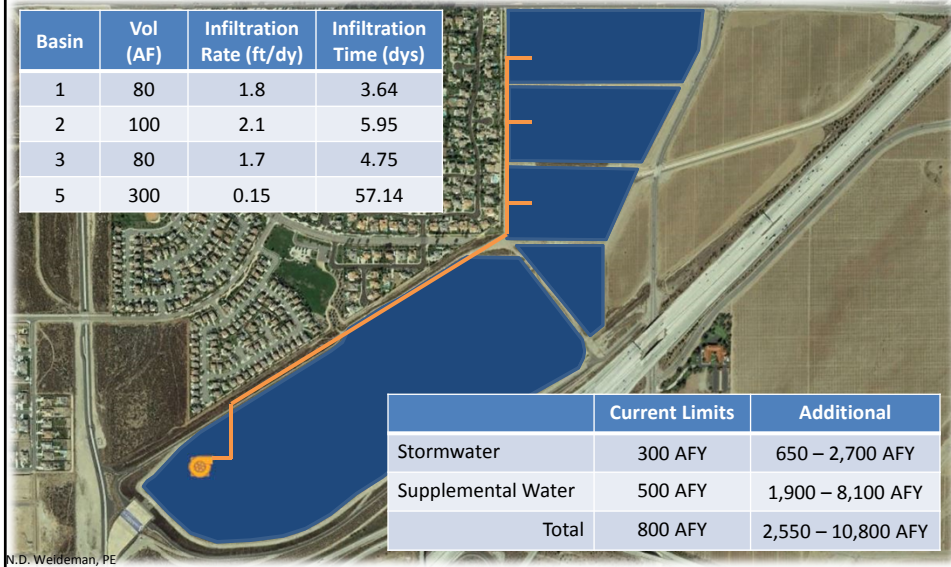 Basin Vol (AF) Infiltration Rate (ft/dy) Infiltration Time (dys)
1 80 1.8 3.64
2 100 2.1 5.95
3 80 1.7 4.75
5 300 0.15 57.14
Current Limits Additional
Stormwater 300 AFY 650 – 2,700 AFY
Supplemental Water 500 AFY 1,900 – 8,100 AFY
Total 800 AFY 2,550 – 10,800 AFY
N.D. Weideman, PE